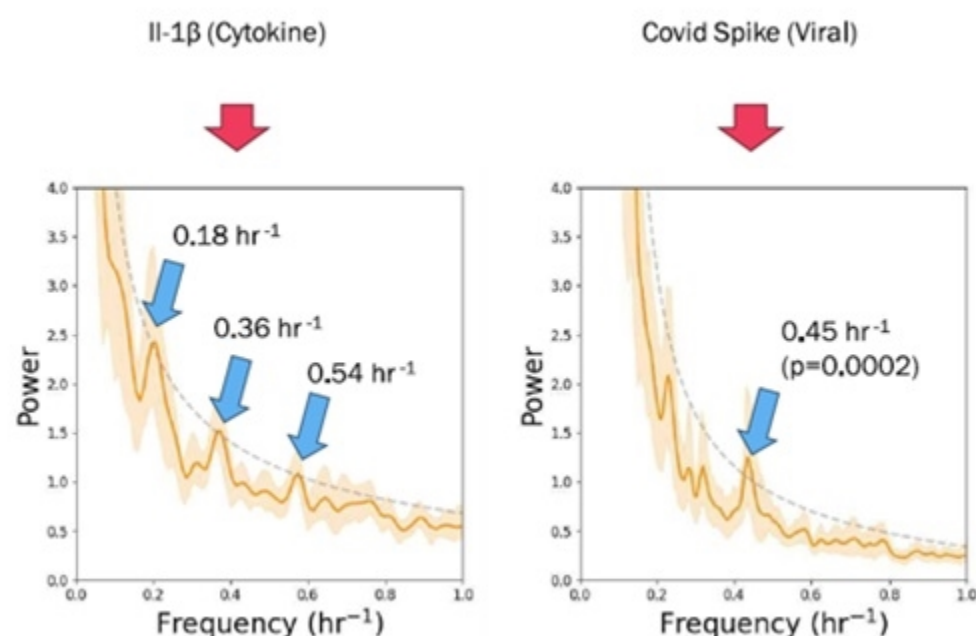 Il-1β (Cytokine)
Covid Spike (Viral)
4.0
3.5
3.0
2.5
2.0
1.5
1.0
0.5
0.0
Power
0.18 hr⁻¹
0.36 hr⁻¹
0.54 hr⁻¹
0.0 0.2 0.4 0.6 0.8 1.0
Frequency (hr⁻¹)
4.0
3.5
3.0
2.5
2.0
1.5
1.0
0.5
0.0
Power
0.45 hr⁻¹
(p=0.0002)
0.0 0.2 0.4 0.6 0.8 1.0
Frequency (hr⁻¹)